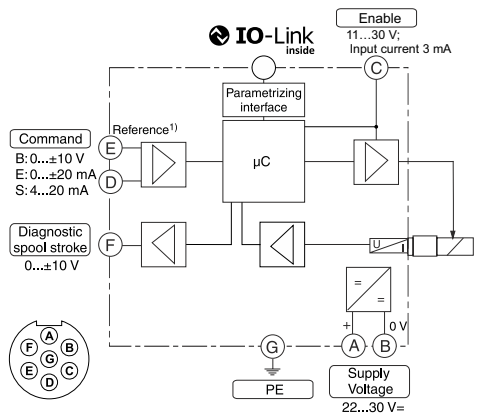 IO-Link
inside
Enable
11...30 V;
Input current 3 mA
C
Parametrizing
interface
Command
B: 0...±10 V
E: 0...±20 mA
S: 4...20 mA
Reference1)
E
D
µC
Diagnostic
spool stroke
0...±10 V
F
U
I
=
=
+
0 V
G
A
B
PE
Supply
Voltage
22...30 V=
A
F
B
G
E
C
D